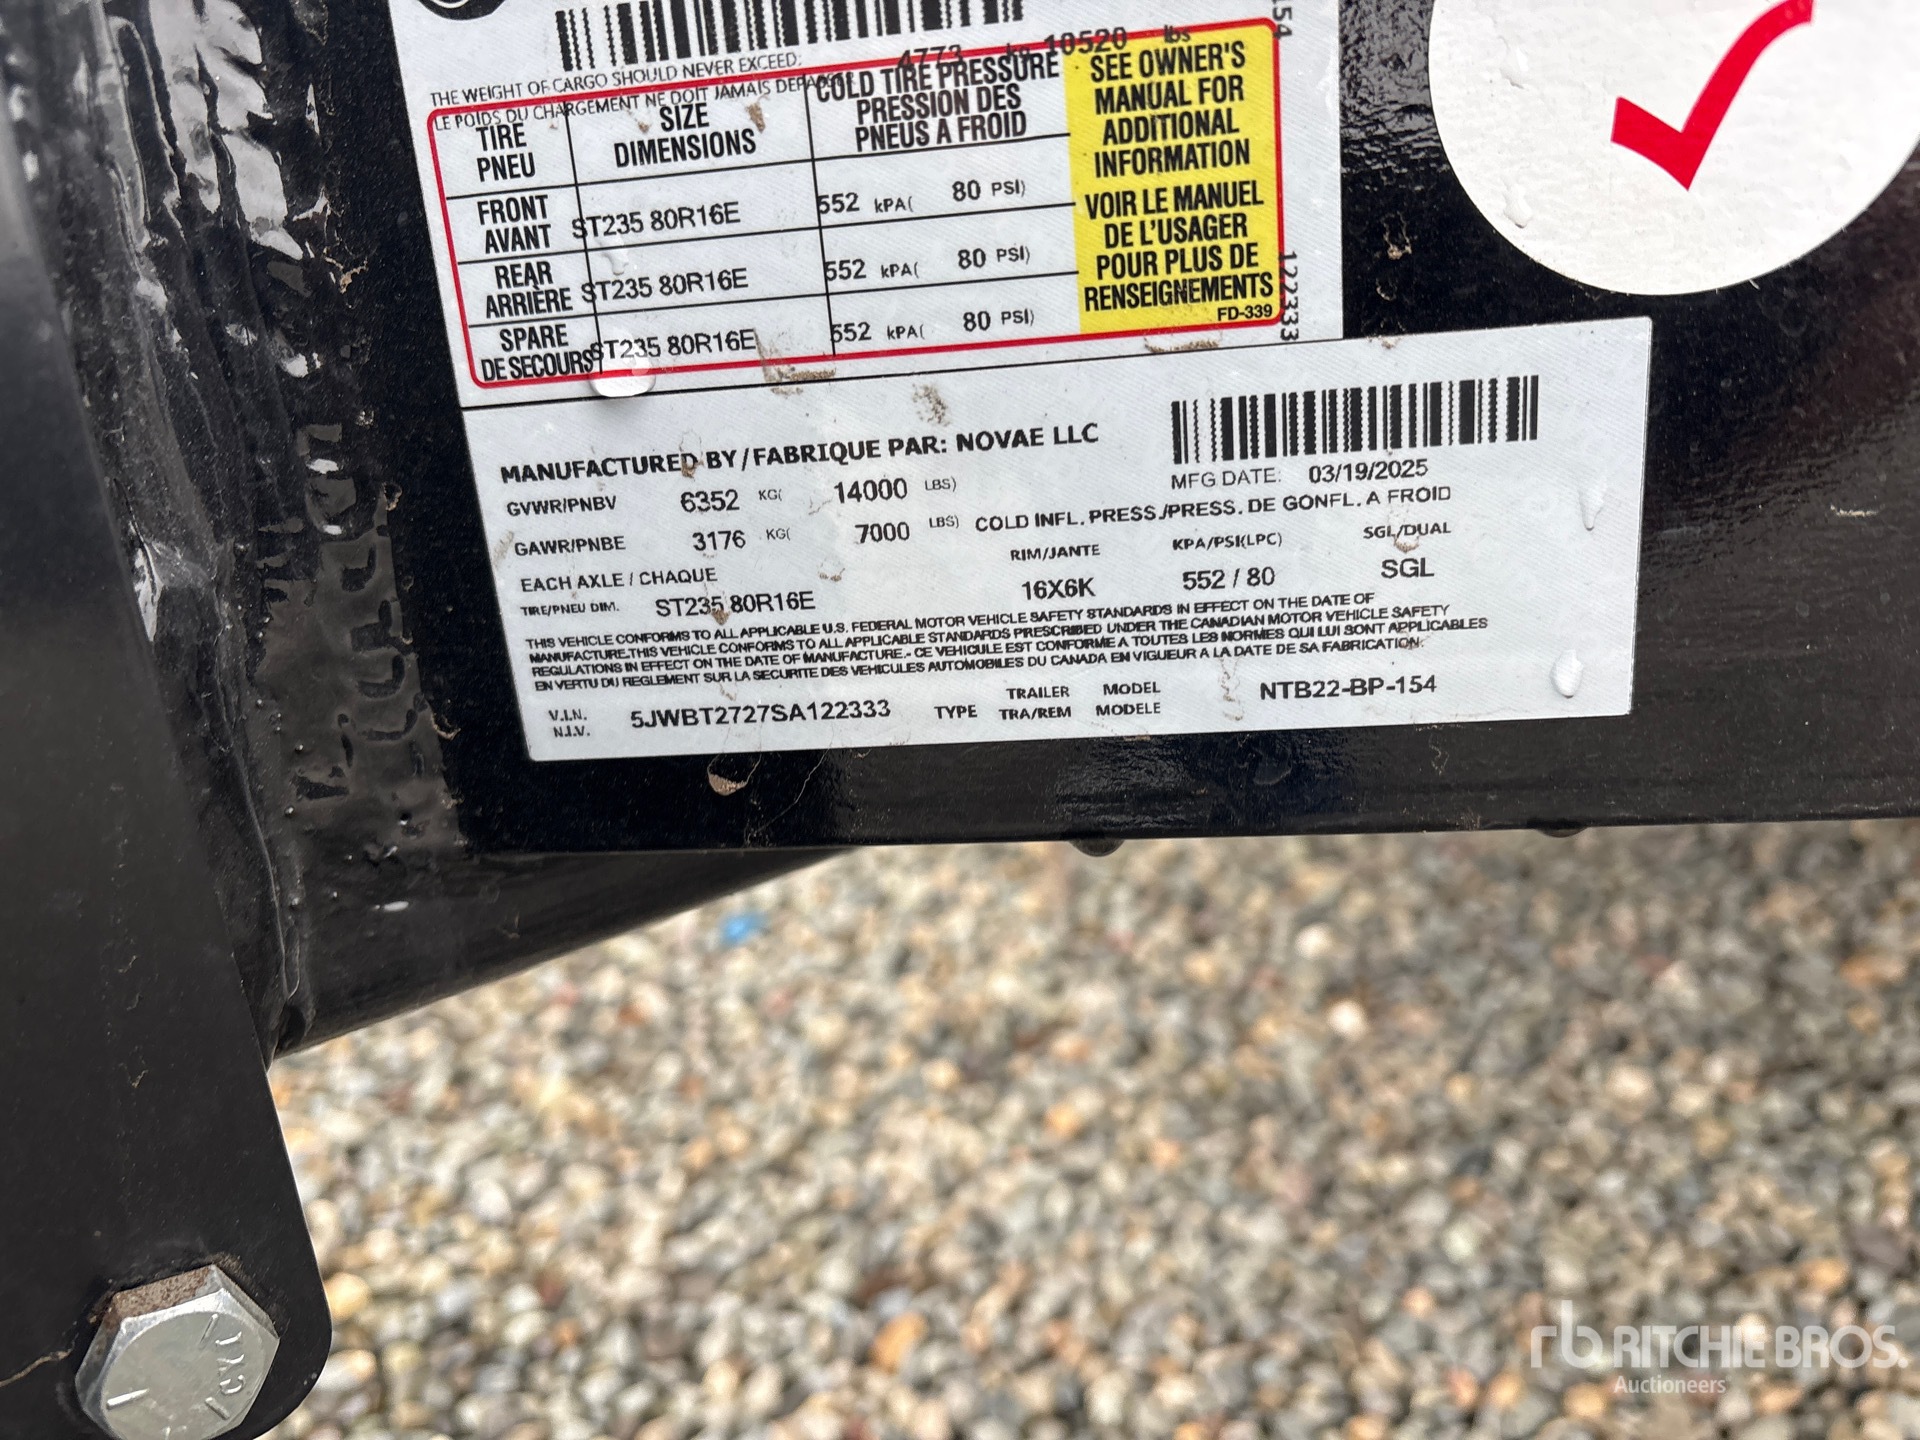 154
THE WEIGHT OF CARGO SHOULD NEVER EXCEED: 4773 kg 10520 lbs
LE POIDS DU CHARGEMENT NE DOIT JAMAIS DEPASSER
TIRE PNEU
SIZE DIMENSIONS
COLD TIRE PRESSURE
PRESSION DES
PNEUS A FROID
FRONT AVANT ST235 80R16E 552 kPA( 80 PSI)
REAR ARRIÈRE ST235 80R16E 552 kPA( 80 PSI)
SPARE DE SECOURS ST235 80R16E 552 kPA( 80 PSI)
SEE OWNER'S
MANUAL FOR
ADDITIONAL
INFORMATION
VOIR LE MANUEL
DE L'USAGER
POUR PLUS DE
RENSEIGNEMENTS
FD-339
122333
MANUFACTURED BY/FABRIQUE PAR: NOVAE LLC
MFG DATE: 03/19/2025
GVWR/PNBV 6352 KG( 14000 LBS)
GAWR/PNBE 3176 KG( 7000 LBS) COLD INFL. PRESS./PRESS. DE GONFL. A FROID
EACH AXLE / CHAQUE RIM/JANTE KPA/PSI(LPC) SGL/DUAL
TIRE/PNEU DIM. ST235 80R16E 16X6K 552 / 80 SGL
THIS VEHICLE CONFORMS TO ALL APPLICABLE U.S. FEDERAL MOTOR VEHICLE SAFETY STANDARDS IN EFFECT ON THE DATE OF
MANUFACTURE.THIS VEHICLE CONFORMS TO ALL APPLICABLE STANDARDS PRESCRIBED UNDER THE CANADIAN MOTOR VEHICLE SAFETY
REGULATIONS IN EFFECT ON THE DATE OF MANUFACTURE.- CE VEHICULE EST CONFORME A TOUTES LES NORMES QUI LUI SONT APPLICABLES
EN VERTU DU REGLEMENT SUR LA SECURITE DES VEHICULES AUTOMOBILES DU CANADA EN VIGUEUR A LA DATE DE SA FABRICATION.
V.I.N. N.I.V. 5JWBT2727SA122333 TYPE TRAILER TRA/REM MODEL MODELE NTB22-BP-154
rb RITCHIE BROS.
Auctioneers